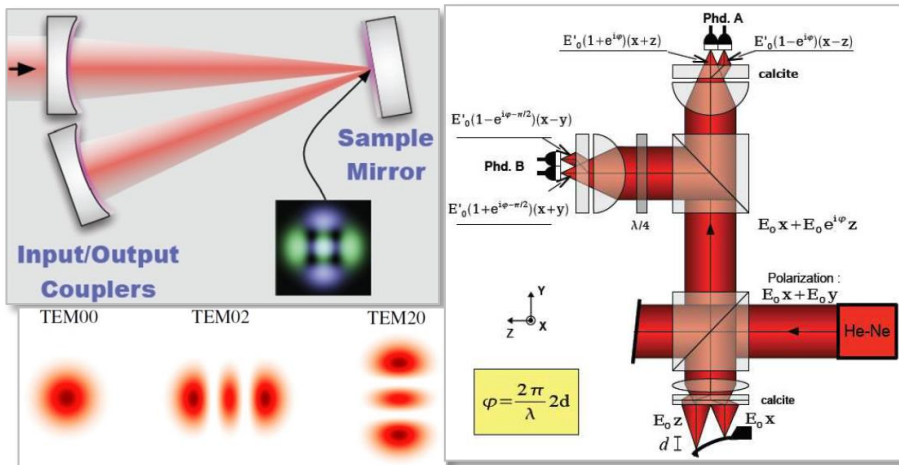 Sample
Mirror
Input/Output
Couplers
TEM00 TEM02 TEM20
Phd. A
E'₀(1+e^{iφ})(x+z)
E'₀(1−e^{iφ})(x−z)
calcite
E'₀(1−e^{iφ−π/2})(x−y)
Phd. B
E'₀(1+e^{iφ−π/2})(x+y)
λ/4
E₀x+E₀e^{iφ}z
Polarization :
E₀x+E₀y
He-Ne
Y
Z X
φ=2π/λ 2d
calcite
E₀z E₀x
d